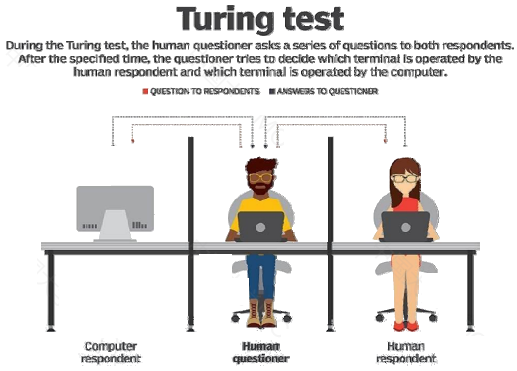 Turing test
During the Turing test, the human questioner asks a series of questions to both respondents.
After the specified time, the questioner tries to decide which terminal is operated by the
human respondent and which terminal is operated by the computer.
QUESTION TO RESPONDENTS ANSWERS TO QUESTIONER
Computer respondent
Human questioner
Human respondent